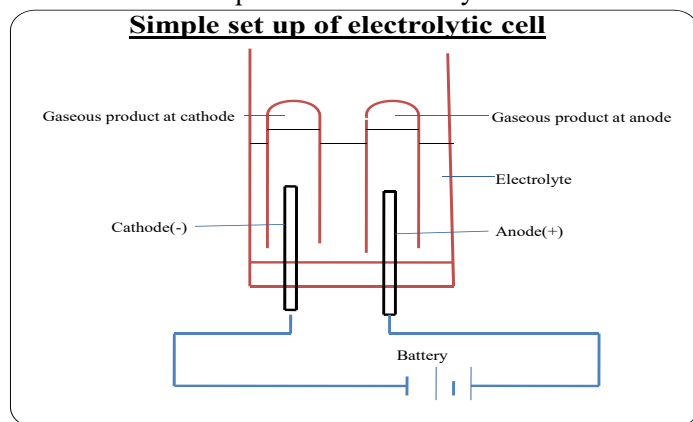 Simple set up of electrolytic cell
Gaseous product at cathode
Gaseous product at anode
Electrolyte
Cathode(-)
Anode(+)
Battery